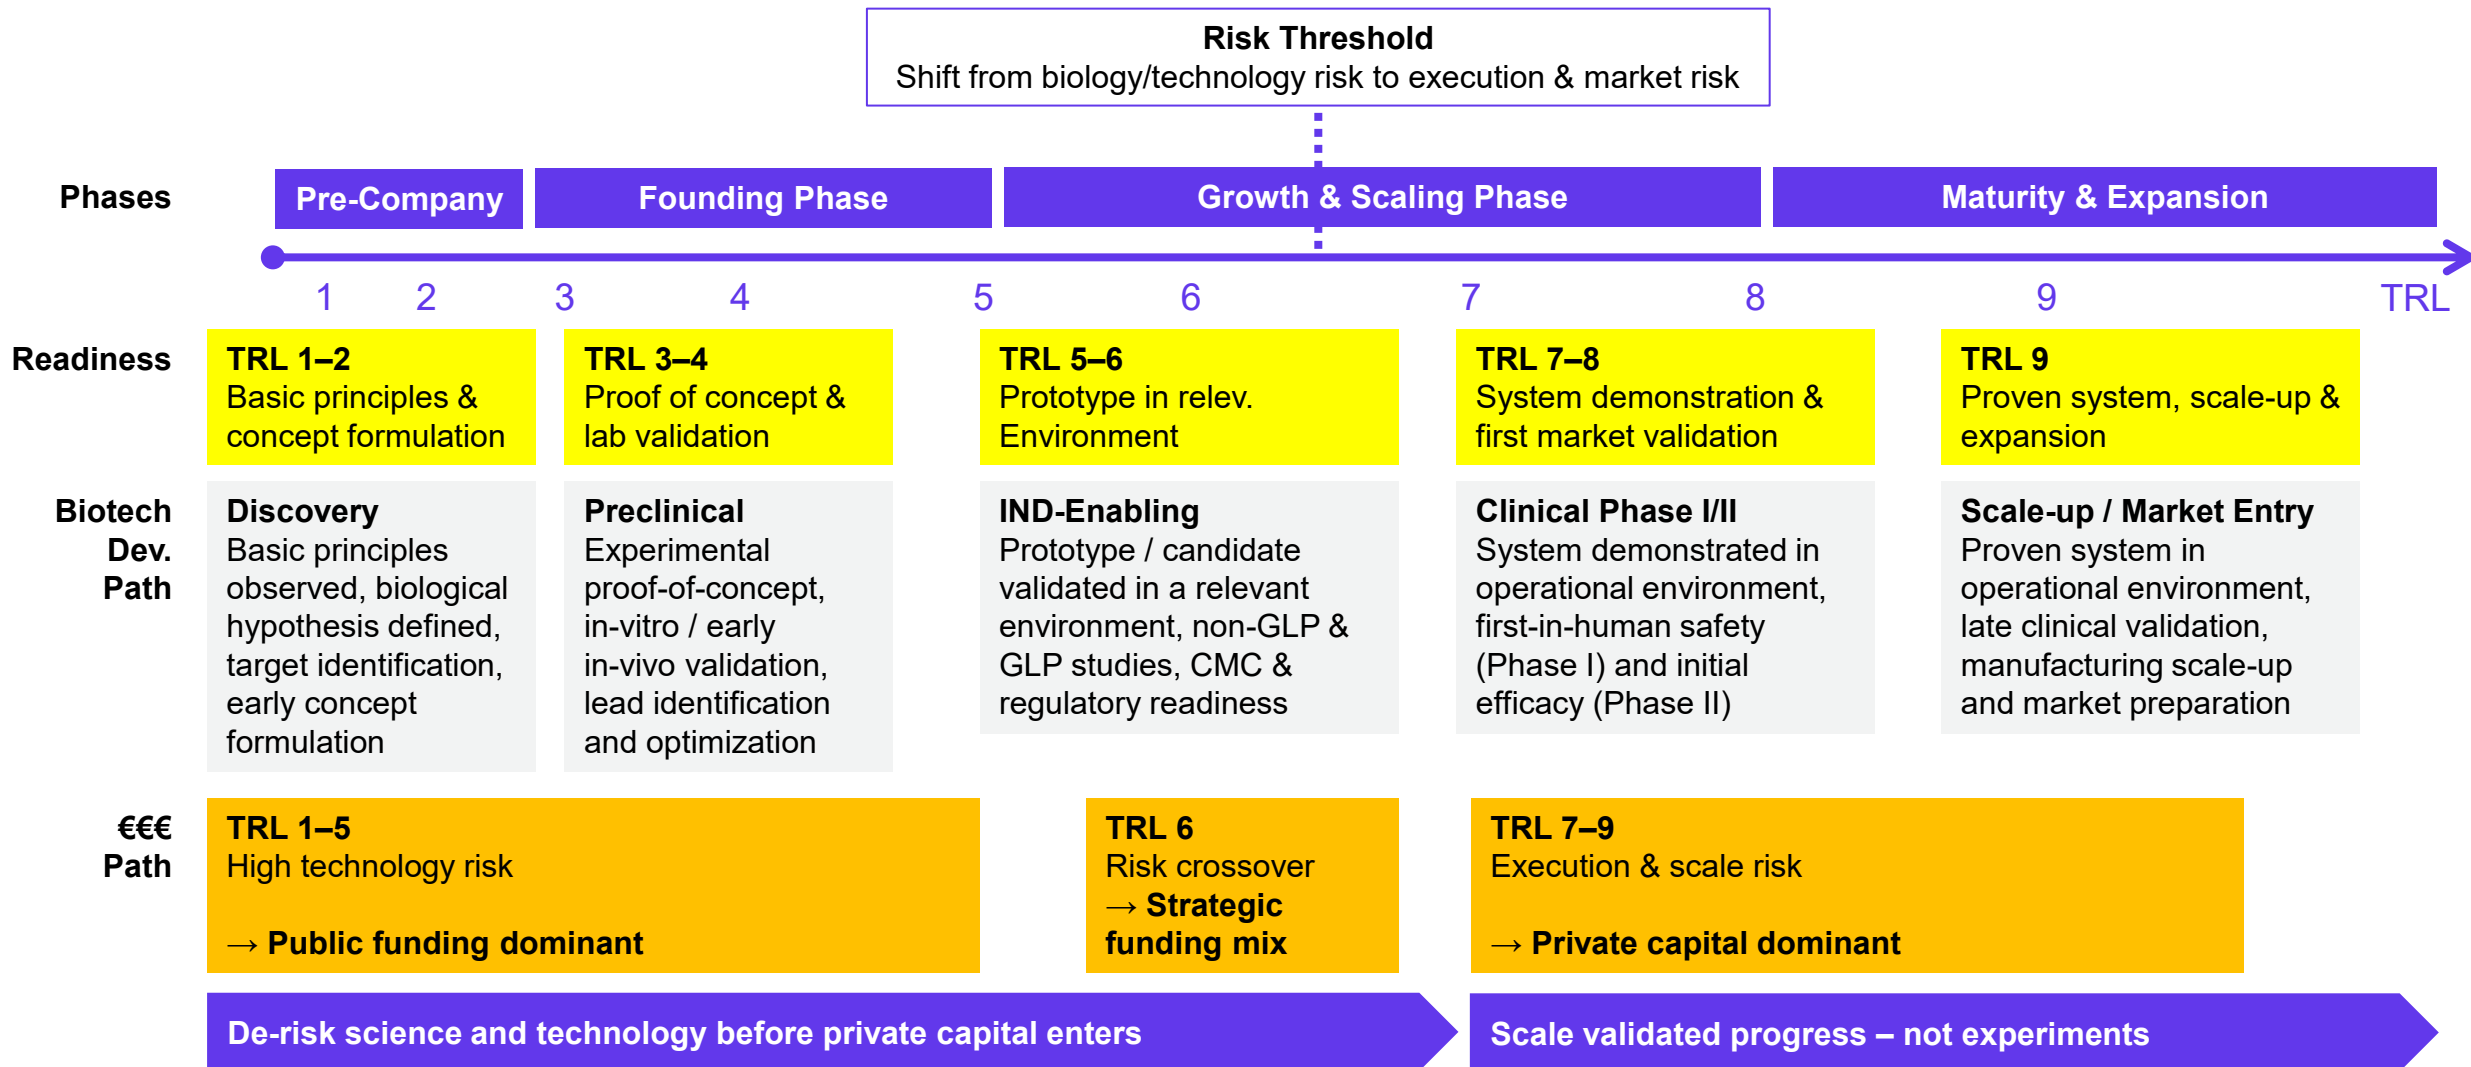 Risk Threshold
Shift from biology/technology risk to execution & market risk
Phases
Pre-Company
Founding Phase
Growth & Scaling Phase
Maturity & Expansion
1
2
3
4
5
6
7
8
9
TRL
Readiness
TRL 1–2
Basic principles &
concept formulation
TRL 3–4
Proof of concept &
lab validation
TRL 5–6
Prototype in relev.
Environment
TRL 7–8
System demonstration &
first market validation
TRL 9
Proven system, scale-up &
expansion
Biotech
Dev.
Path
Discovery
Basic principles
observed, biological
hypothesis defined,
target identification,
early concept
formulation
Preclinical
Experimental
proof-of-concept,
in-vitro / early
in-vivo validation,
lead identification
and optimization
IND-Enabling
Prototype / candidate
validated in a relevant
environment, non-GLP &
GLP studies, CMC &
regulatory readiness
Clinical Phase I/II
System demonstrated in
operational environment,
first-in-human safety
(Phase I) and initial
efficacy (Phase II)
Scale-up / Market Entry
Proven system in
operational environment,
late clinical validation,
manufacturing scale-up
and market preparation
€€€
Path
TRL 1–5
High technology risk
→ Public funding dominant
TRL 6
Risk crossover
→ Strategic
funding mix
TRL 7–9
Execution & scale risk
→ Private capital dominant
De-risk science and technology before private capital enters
Scale validated progress – not experiments